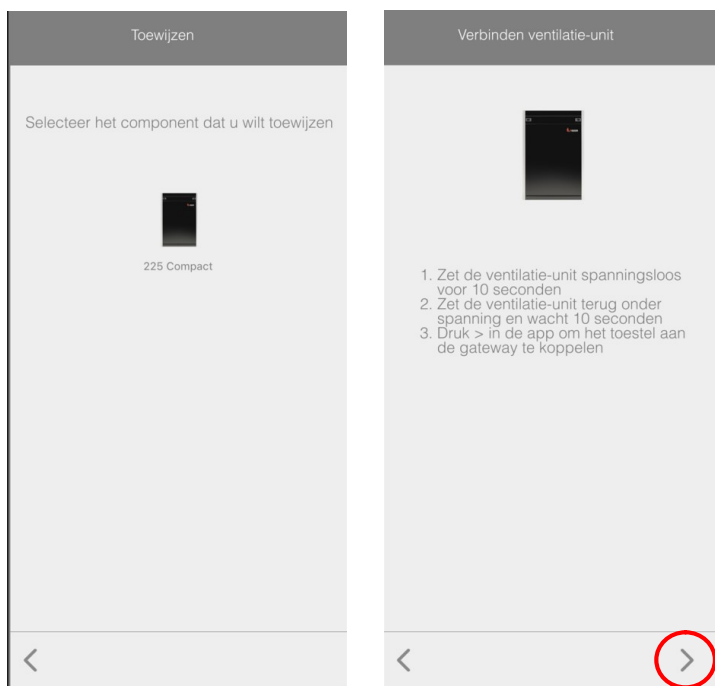 Toewijzen
Selecteer het component dat u wilt toewijzen
225 Compact
Verbinden ventilatie-unit
1. Zet de ventilatie-unit spanningsloos
voor 10 seconden
2. Zet de ventilatie-unit terug onder
spanning en wacht 10 seconden
3. Druk > in de app om het toestel aan
de gateway te koppelen